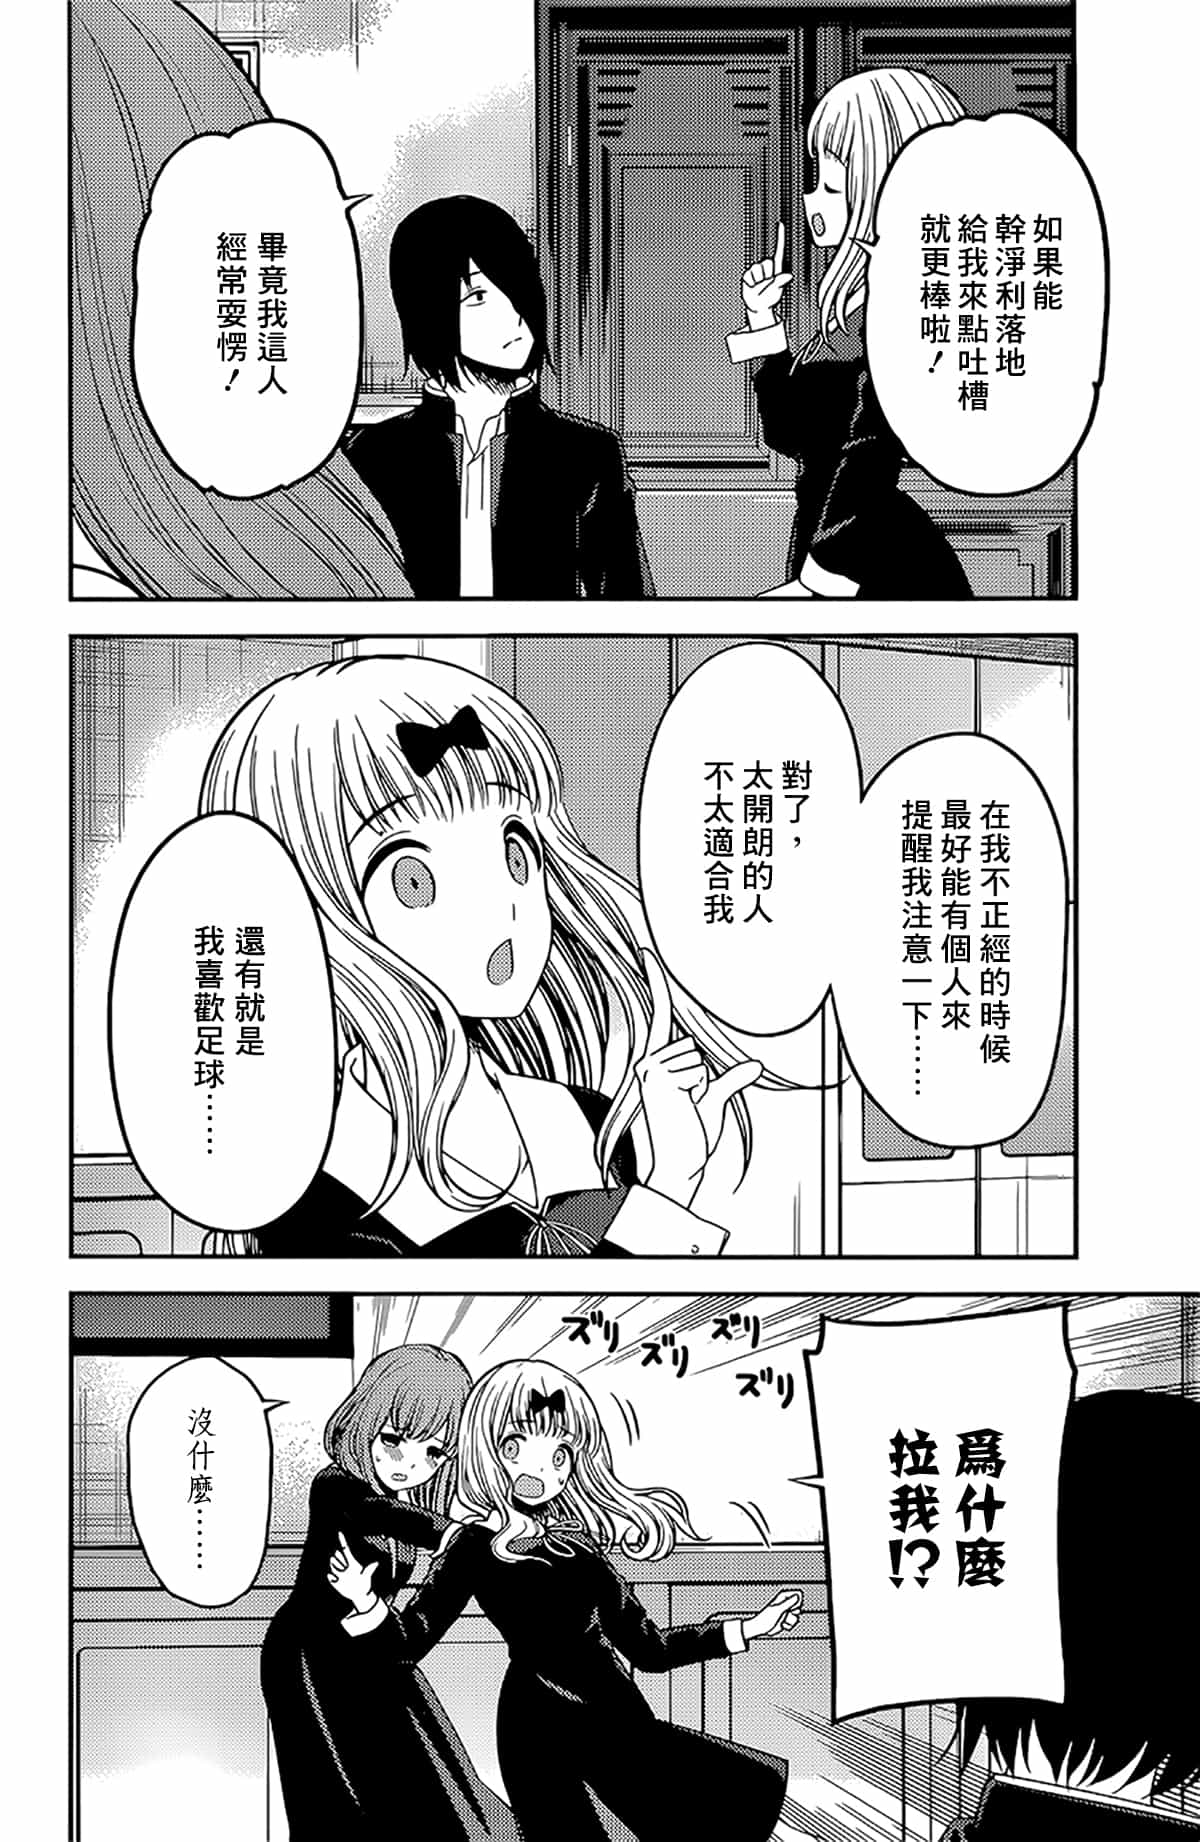 如果能
幹淨利落地
給我來點吐槽
就更棒啦！
畢竟我這人
經常耍愣！
在我不正經的時候
最好能有個人來
提醒我注意一下……
對了，
太開朗的人
不太適合我
還有就是
我喜歡足球……
爲什麼
拉我!?
ズリ
ズリ
ズリ
ズリ
沒什麼……